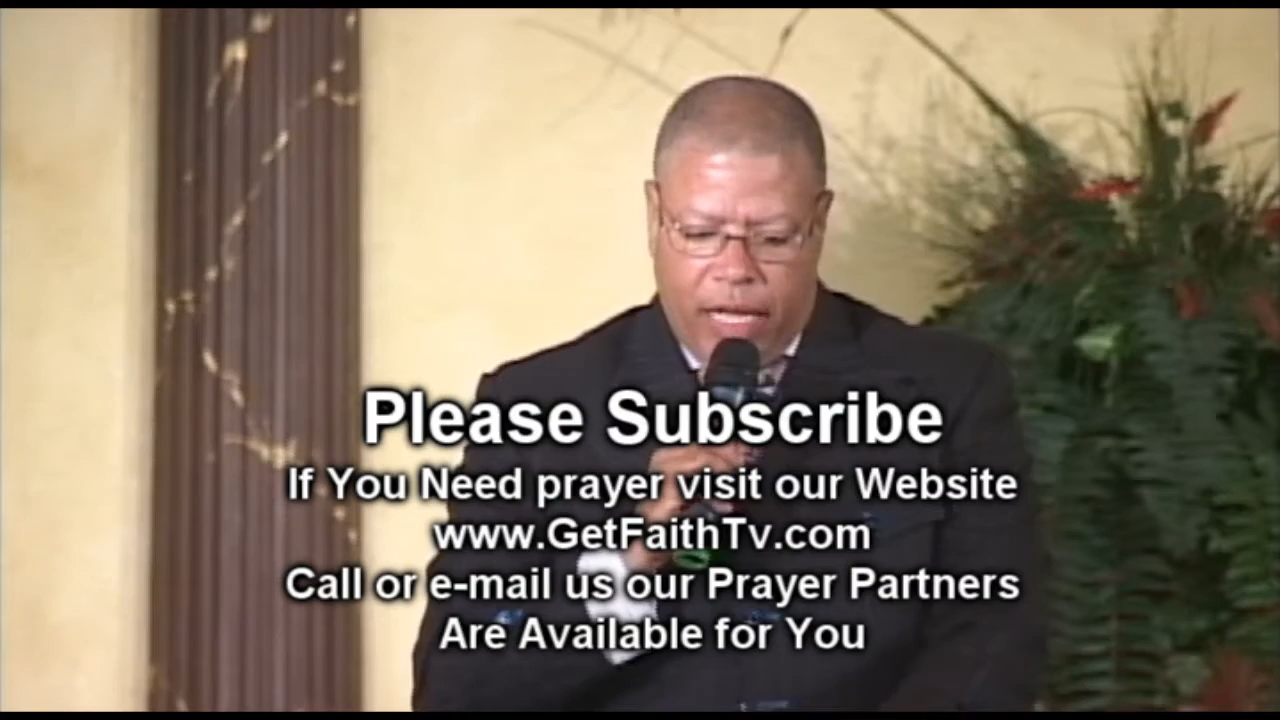 Please Subscribe
If You Need prayer visit our Website
www.GetFaithTv.com
Call or e-mail us our Prayer Partners
Are Available for You